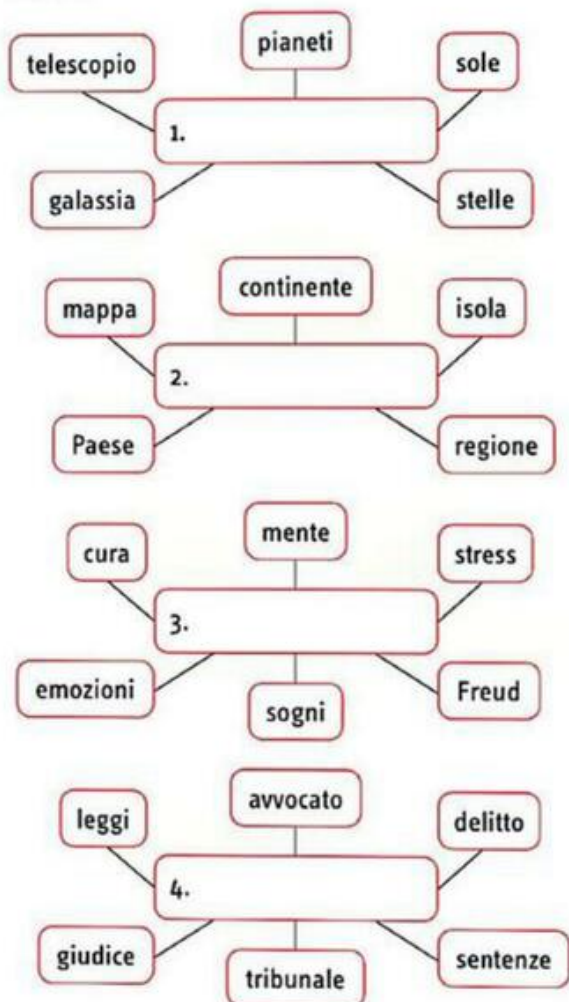 pianeti
telescopio
sole
1.
galassia
stelle
continente
mappa
isola
2.
Paese
regione
mente
cura
stress
3.
emozioni
Freud
sogni
avvocato
leggi
delitto
4.
giudice
sentenze
tribunale